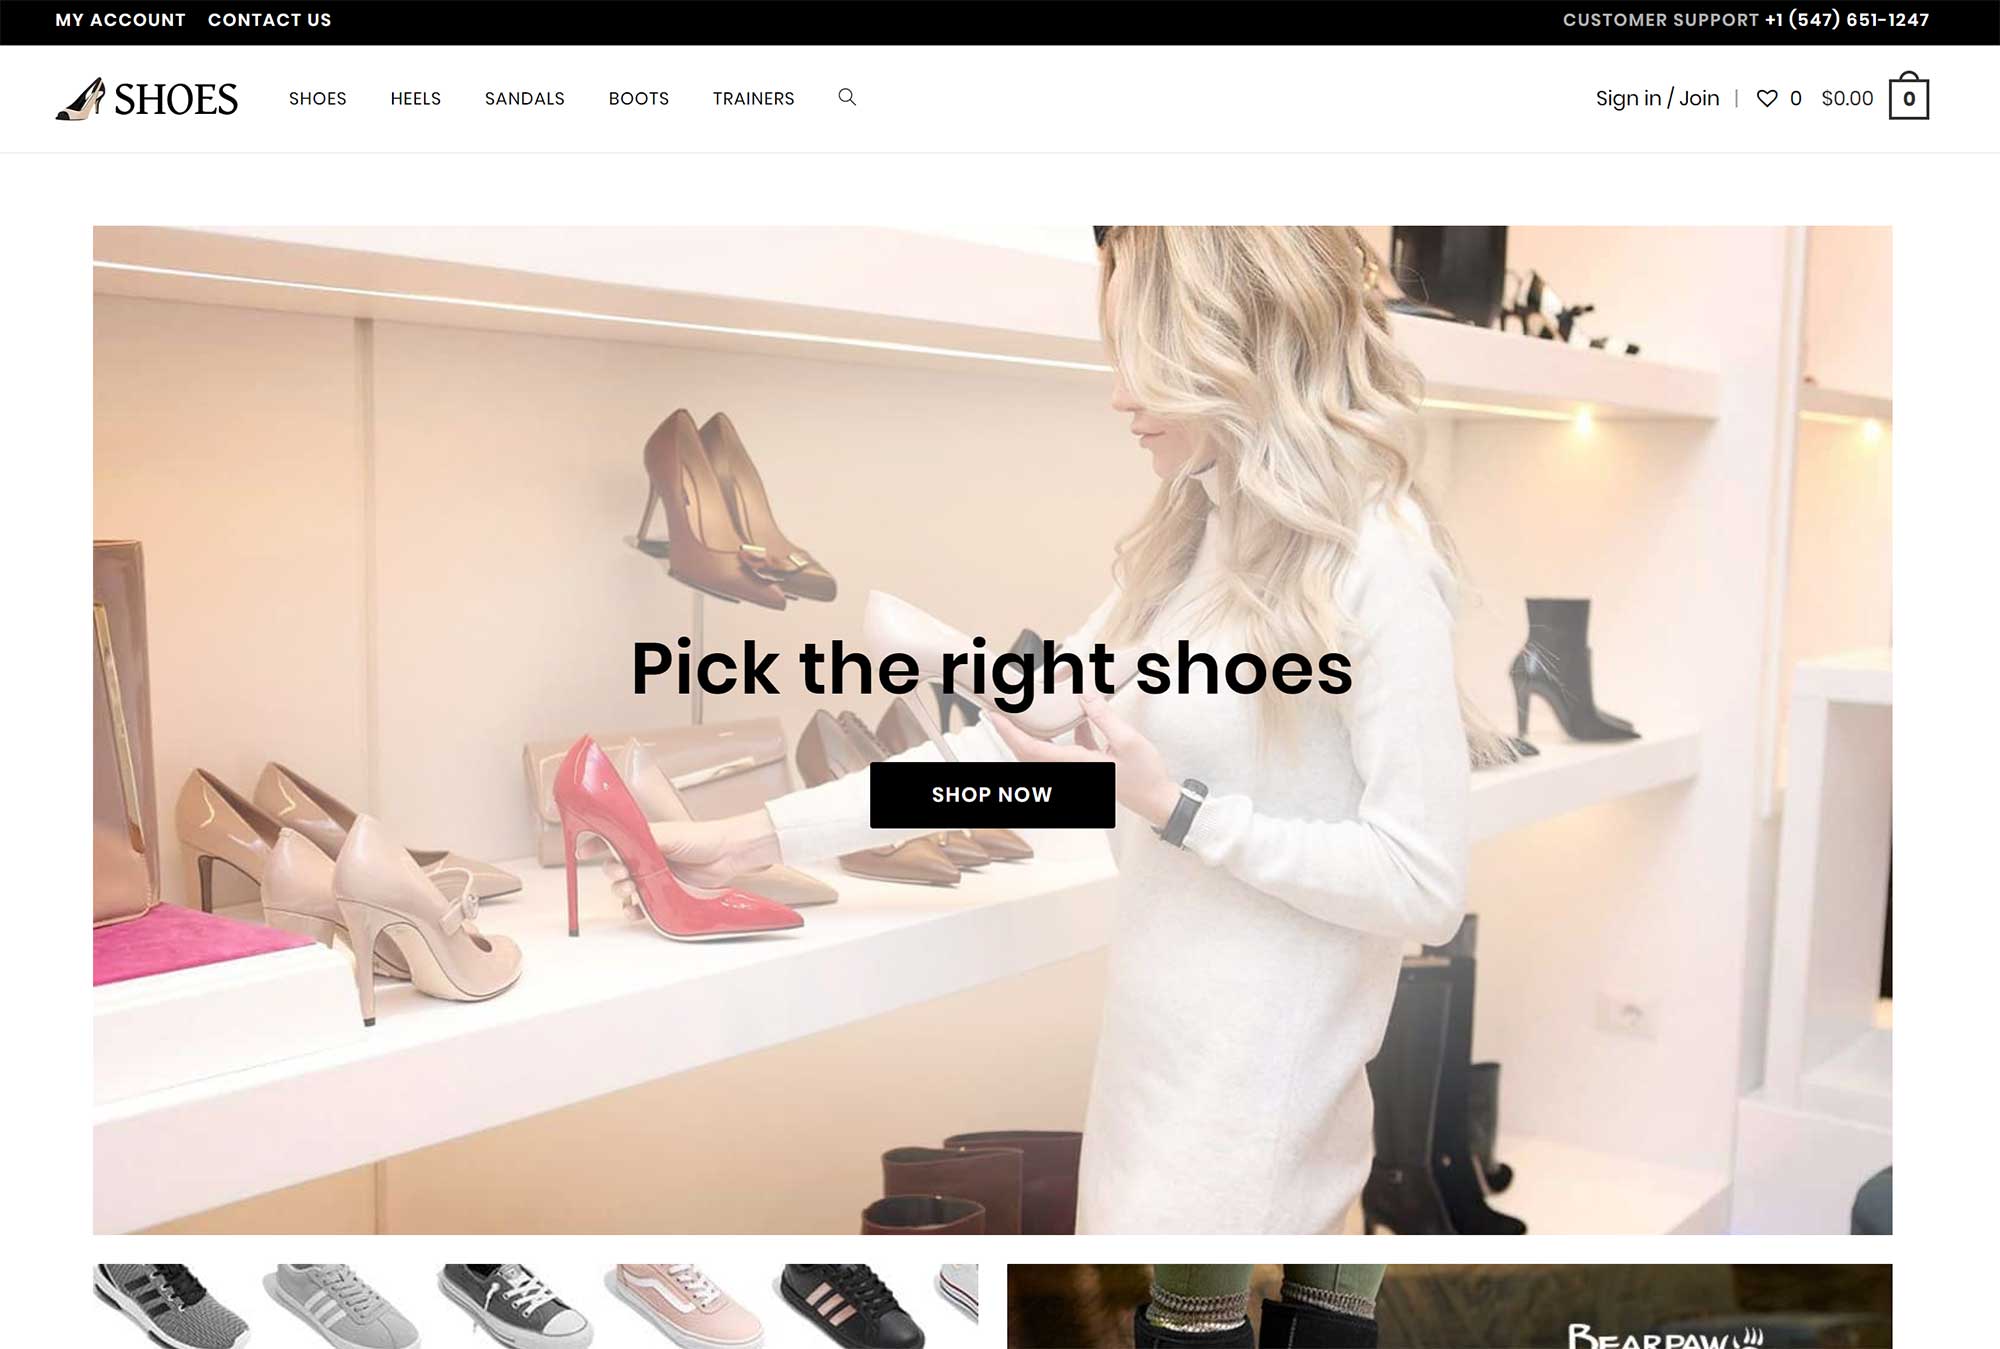 MY ACCOUNT CONTACT US
CUSTOMER SUPPORT +1 (547) 651-1247
SHOES
SHOES HEELS SANDALS BOOTS TRAINERS
Sign in / Join | 0 $0.00 0
Pick the right shoes
SHOP NOW
BEARPAW